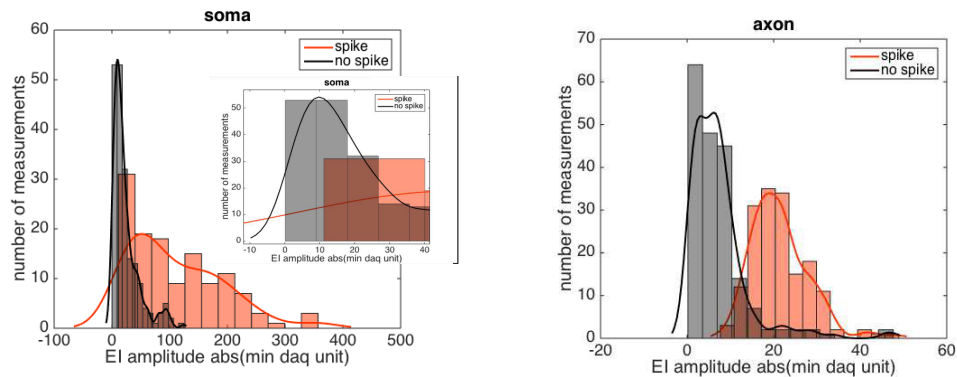 soma
60
50
40
30
20
10
0
number of measurements
spike
no spike
-100 0 100 200 300 400 500
EI amplitude abs(min daq unit)
soma
50
40
30
20
10
0
number of measurements
spike
no spike
-10 0 10 20 30 40
EI amplitude abs(min daq unit)
axon
70
60
50
40
30
20
10
0
number of measurements
spike
no spike
-20 0 20 40 60
EI amplitude abs(min daq unit)